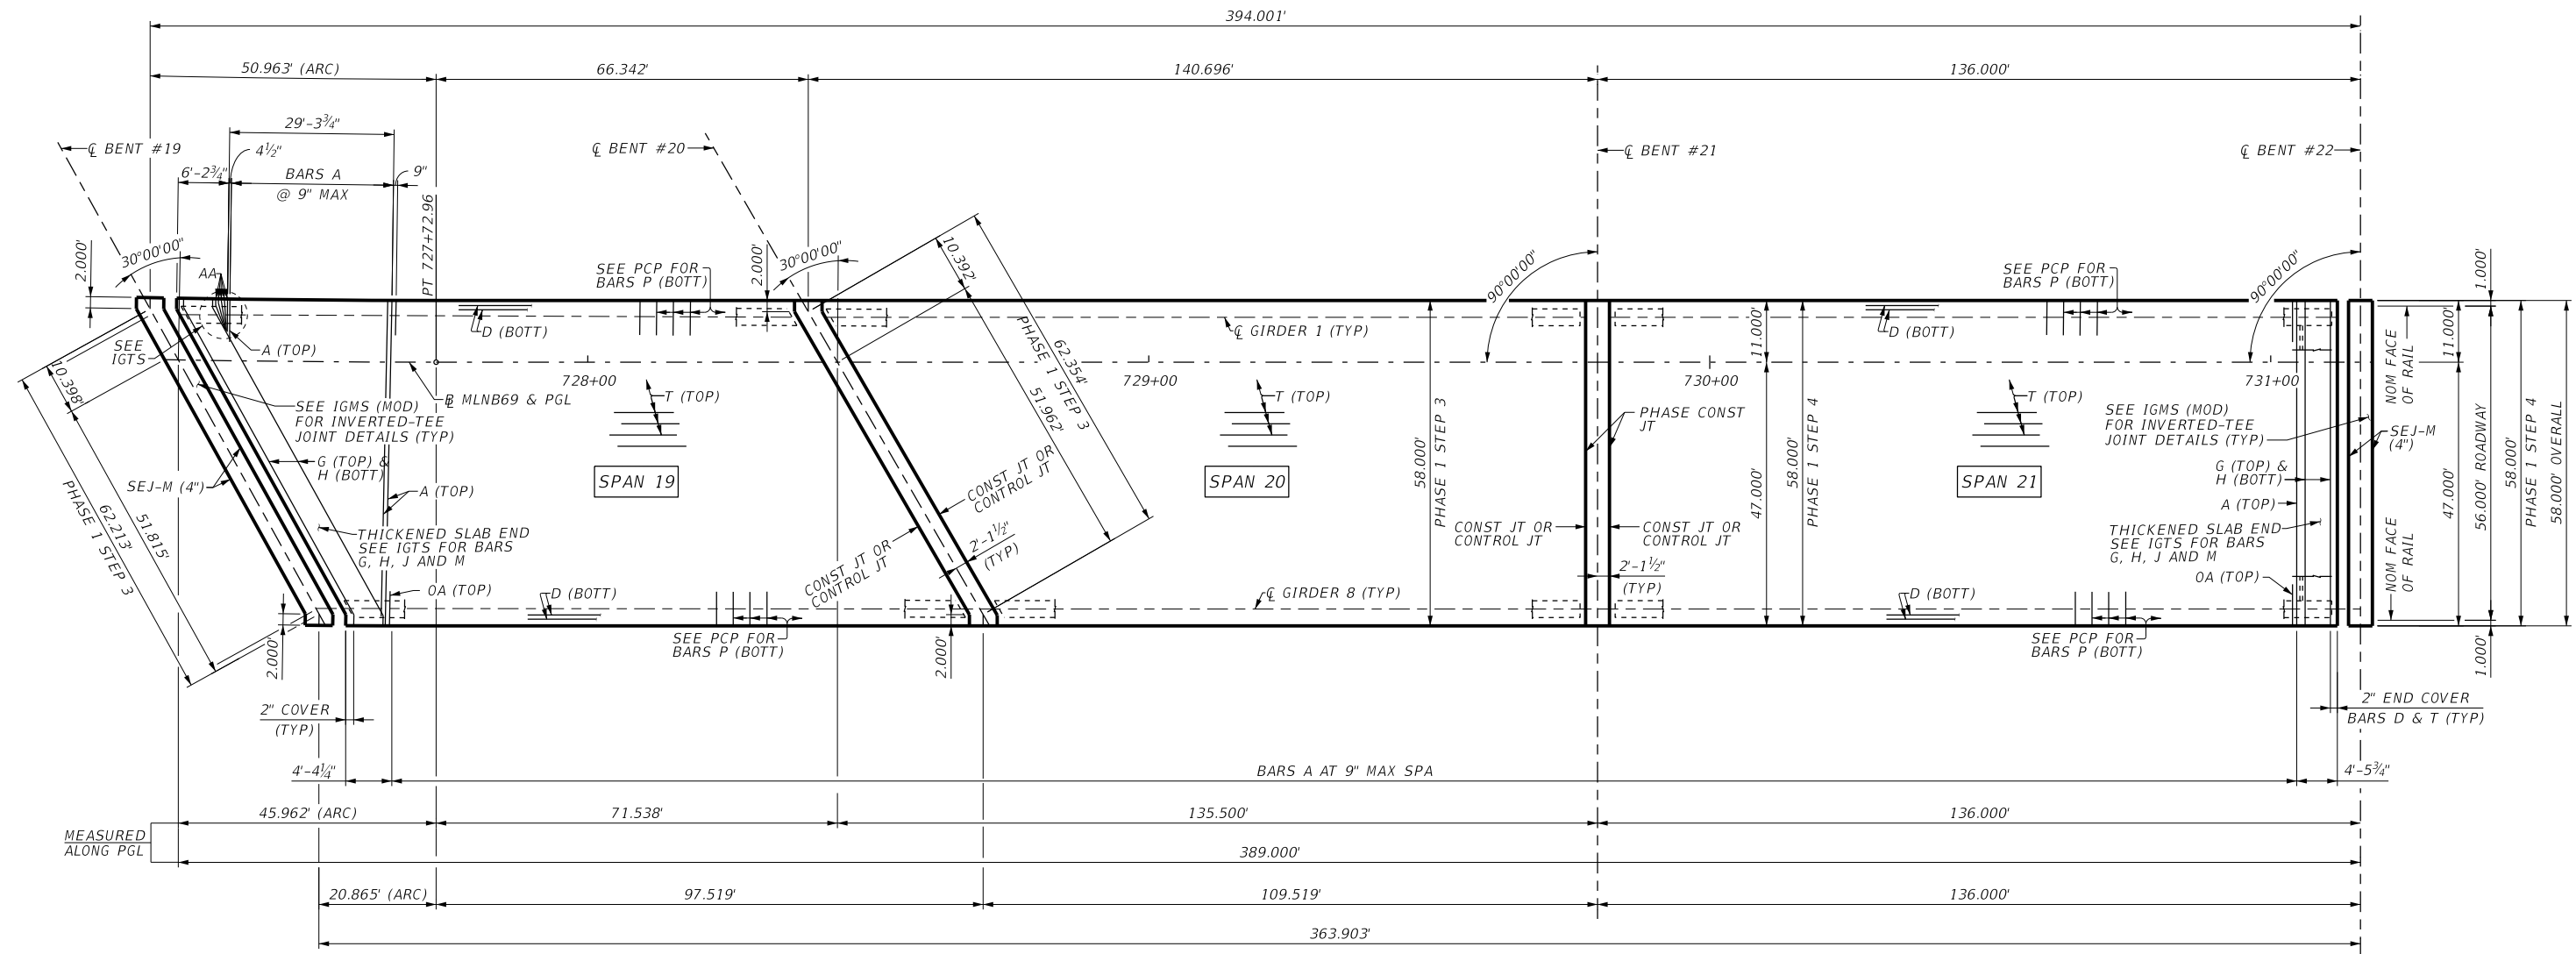 394.001'
50.963' (ARC)
66.342'
140.696'
136.000'
29'-3¾"
℄ BENT #19
4½"
6'-2¾"
BARS A
@ 9" MAX
9"
℄ BENT #20
℄ BENT #21
℄ BENT #22
PT 727+72.96
2.000'
30°00'00"
AA
SEE PCP FOR
BARS P (BOTT)
2.000'
30°00'00"
10.392'
62.354'
PHASE 1 STEP 3
51.962'
90°00'00"
SEE PCP FOR
BARS P (BOTT)
90°00'00"
1.000'
SEE
IGTS
A (TOP)
D (BOTT)
℄ GIRDER 1 (TYP)
11.000'
D (BOTT)
NOM FACE
OF RAIL
11.000'
728+00
729+00
730+00
731+00
10.398'
SEE IGMS (MOD)
FOR INVERTED-TEE
JOINT DETAILS (TYP)
B̲L MLNB69 & PGL
T (TOP)
T (TOP)
PHASE CONST
JT
T (TOP)
SEE IGMS (MOD)
FOR INVERTED-TEE
JOINT DETAILS (TYP)
SEJ-M
(4")
G (TOP) &
H (BOTT)
SEJ-M (4")
A (TOP)
SPAN 19
SPAN 20
SPAN 21
CONST JT OR
CONTROL JT
58.000'
PHASE 1 STEP 3
47.000'
58.000'
PHASE 1 STEP 4
G (TOP) &
H (BOTT)
A (TOP)
47.000'
56.000' ROADWAY
58.000'
PHASE 1 STEP 4
58.000' OVERALL
51.815'
62.213'
PHASE 1 STEP 3
THICKENED SLAB END
SEE IGTS FOR BARS
G, H, J AND M
CONST JT OR
CONTROL JT
2'-1½"
(TYP)
CONST JT OR
CONTROL JT
CONST JT OR
CONTROL JT
2'-1½"
(TYP)
THICKENED SLAB END
SEE IGTS FOR BARS
G, H, J AND M
NOM FACE
OF RAIL
OA (TOP)
D (BOTT)
℄ GIRDER 8 (TYP)
D (BOTT)
OA (TOP)
2.000'
SEE PCP FOR
BARS P (BOTT)
2.000'
SEE PCP FOR
BARS P (BOTT)
1.000'
2" COVER
(TYP)
2" END COVER
BARS D & T (TYP)
4'-4¼"
BARS A AT 9" MAX SPA
4'-5¾"
45.962' (ARC)
71.538'
135.500'
136.000'
MEASURED
ALONG PGL
389.000'
20.865' (ARC)
97.519'
109.519'
136.000'
363.903'